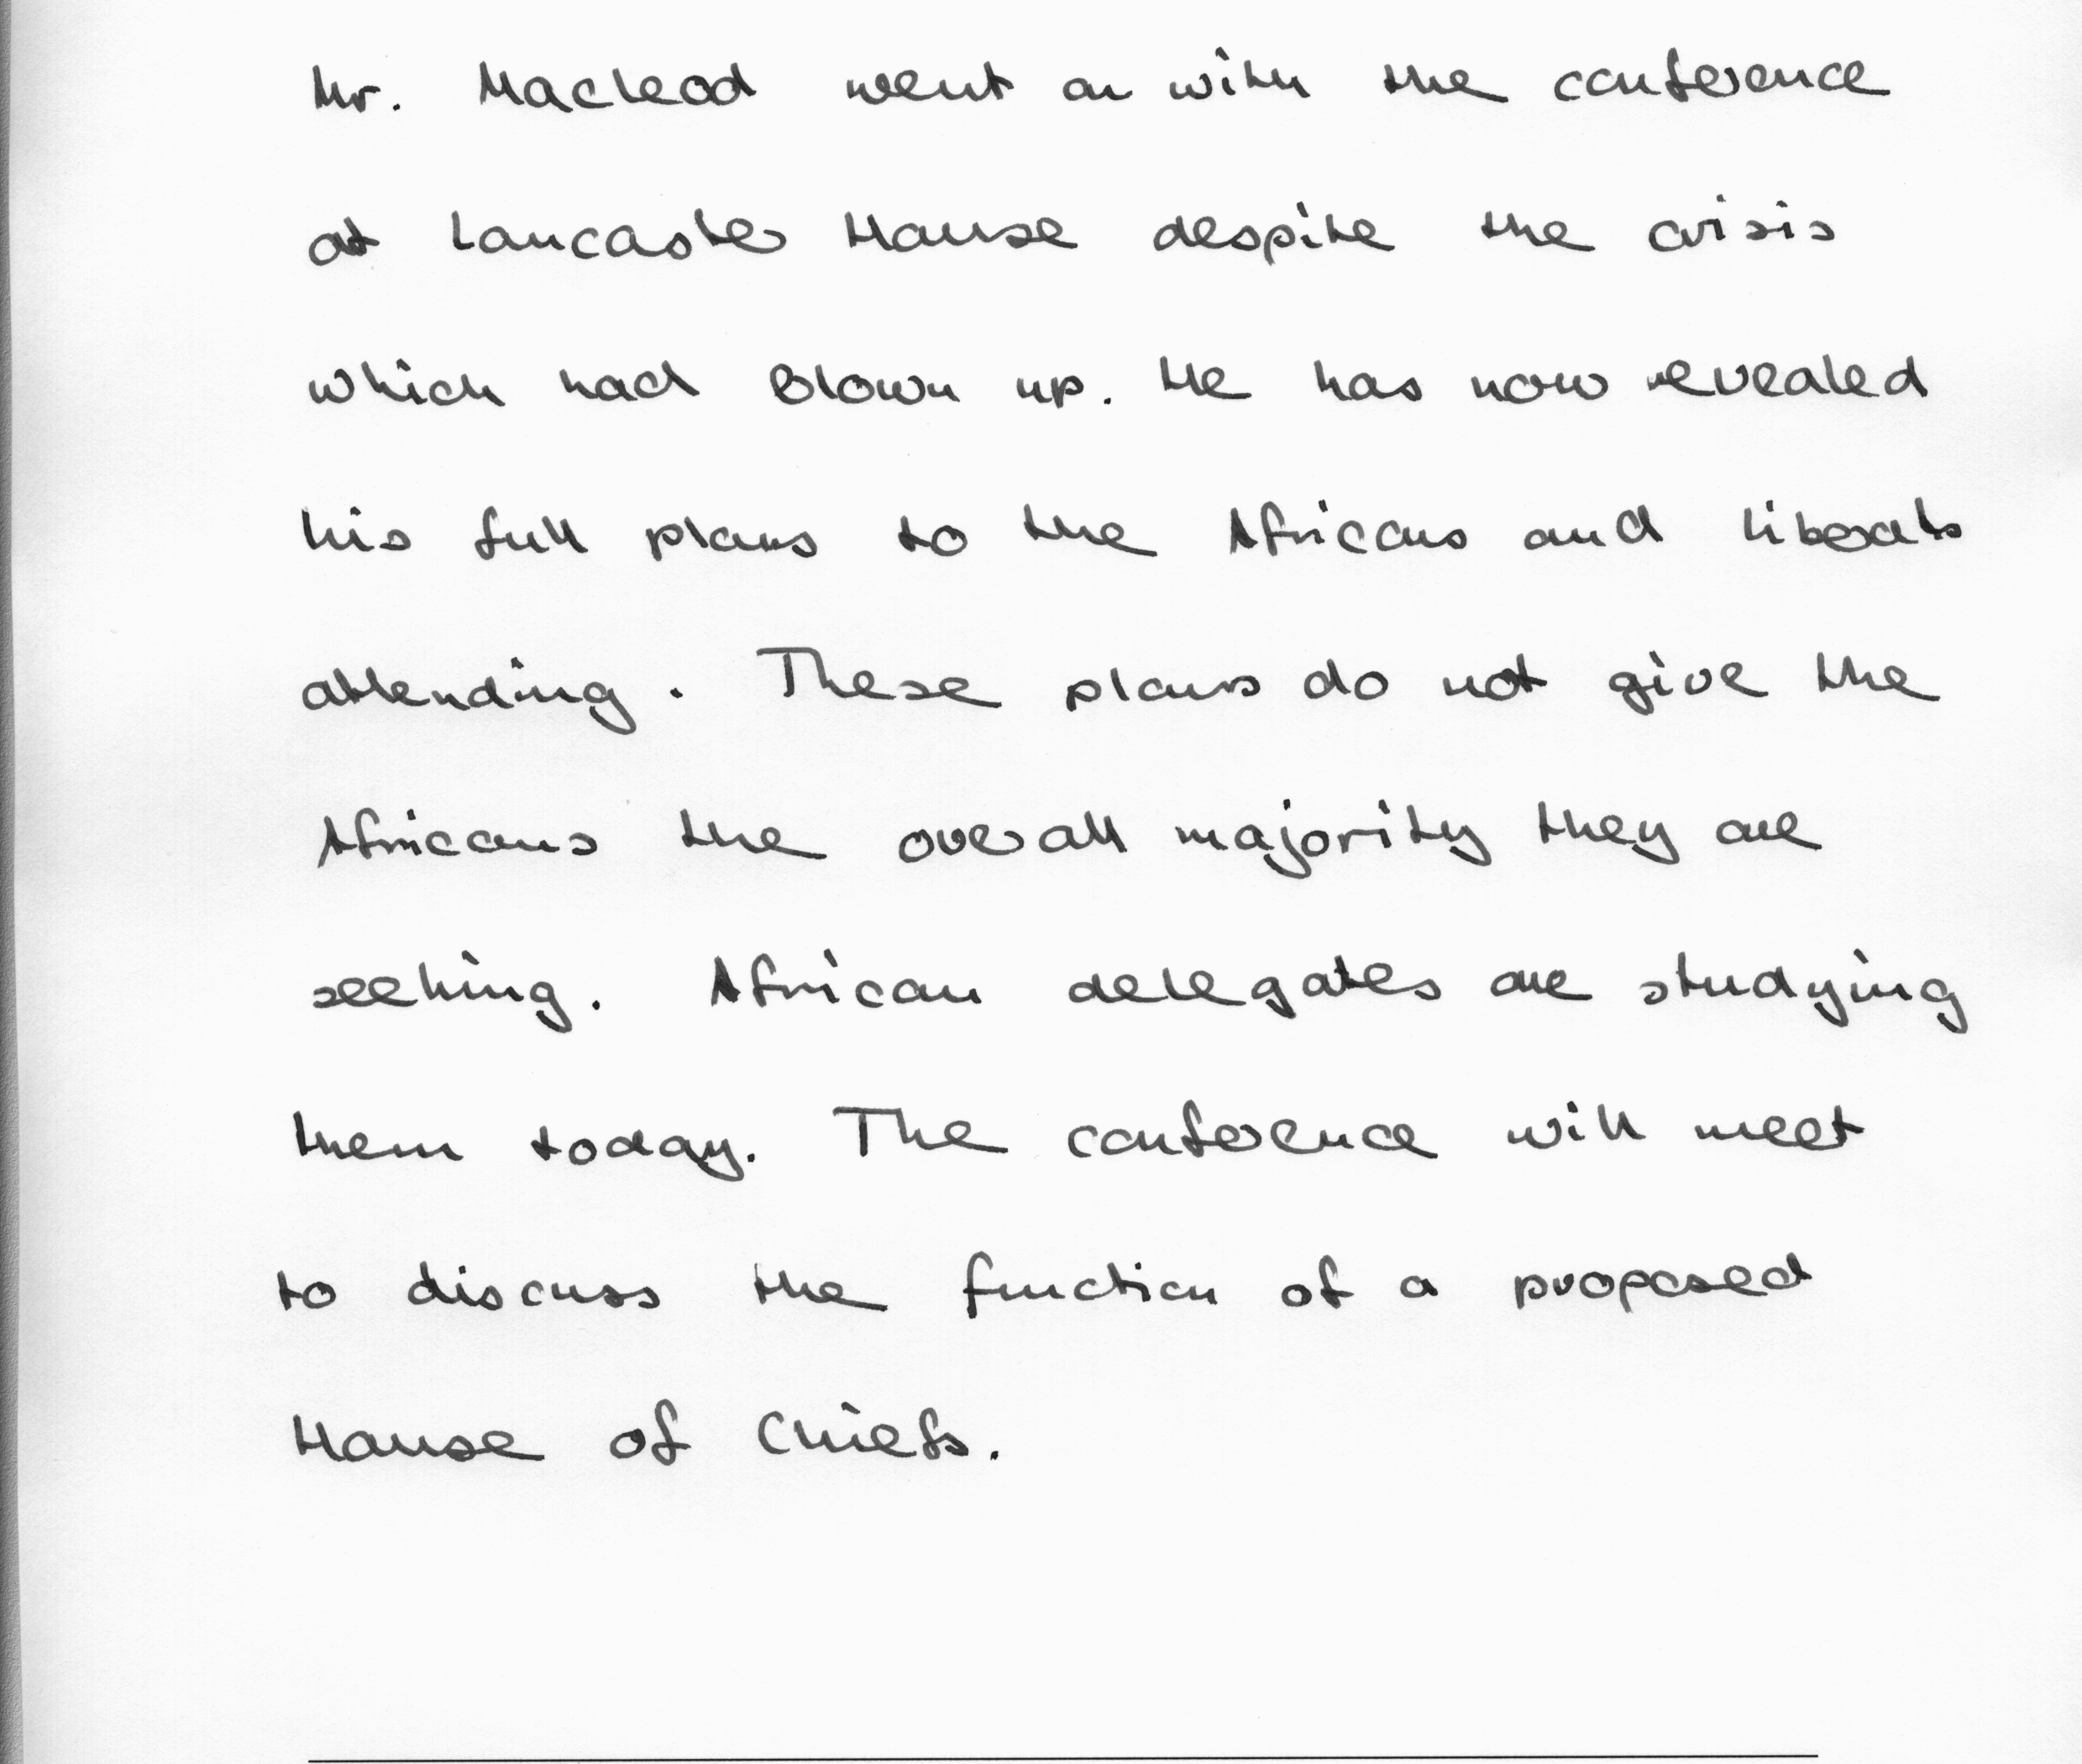 Mr. Macleod went on with the conference
at Lancaster House despite the crisis
which had blown up. He has now revealed
his full plans to the Africans and liberals
attending. These plans do not give the
Africans the overall majority they are
seeking. African delegates are studying
them today. The conference will meet
to discuss the function of a proposed
House of Chiefs.